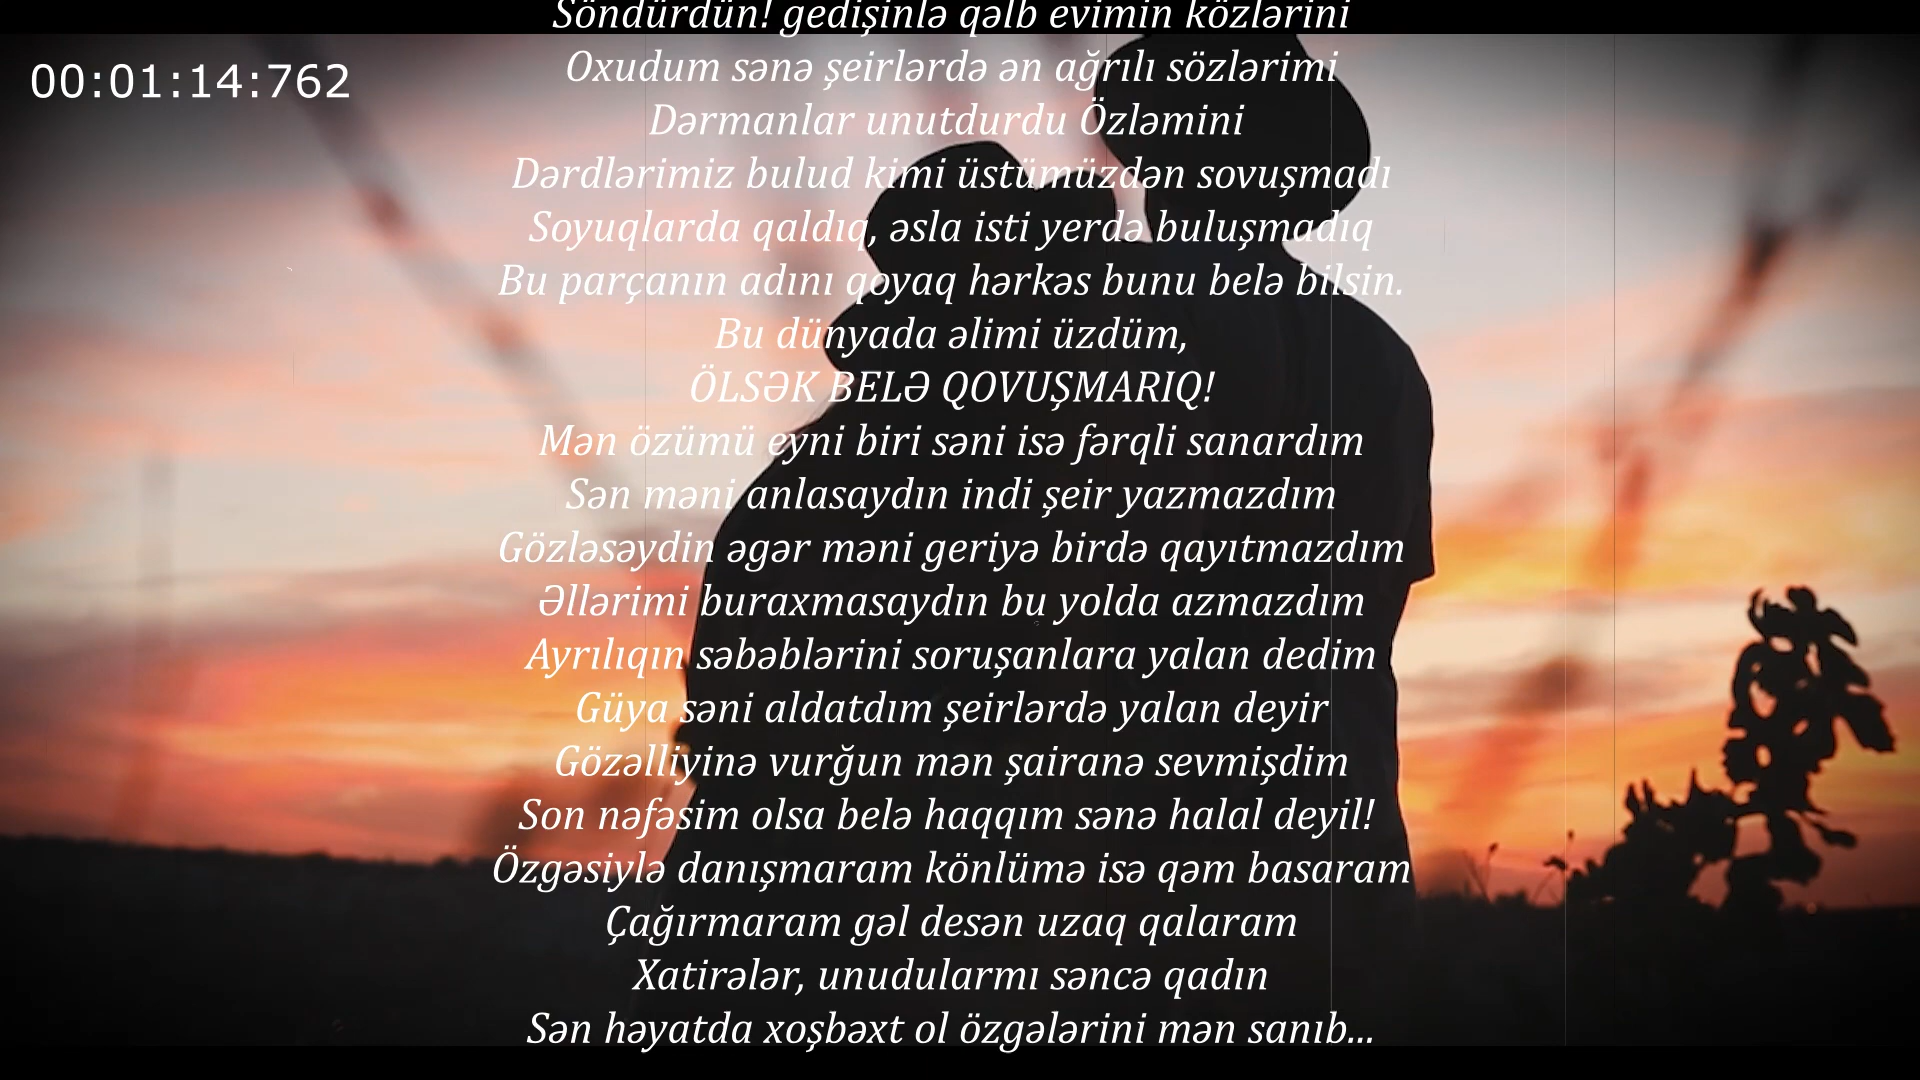 Söndürdün! gedişinlə qəlb evimin közlərini
00:01:14:762
Oxudum sənə şeirlərdə ən ağrılı sözlərimi
Dərmanlar unutdurdu Özləmini
Dərdlərimiz bulud kimi üstümüzdən sovuşmadı
Soyuqlarda qaldıq, əsla isti yerdə buluşmadıq
Bu parçanın adını qoyaq hərkəs bunu belə bilsin.
Bu dünyada əlimi üzdüm,
ÖLSƏK BELƏ QOVUŞMARIQ!
Mən özümü eyni biri səni isə fərqli sanardım
Sən məni anlasaydın indi şeir yazmazdım
Gözləsəydin əgər məni geriyə birdə qayıtmazdım
Əllərimi buraxmasaydın bu yolda azmazdım
Ayrılıqın səbəblərini soruşanlara yalan dedim
Güya səni aldatdım şeirlərdə yalan deyir
Gözəlliyinə vurğun mən şairanə sevmişdim
Son nəfəsim olsa belə haqqım sənə halal deyil!
Özgəsiylə danışmaram könlümə isə qəm basaram
Çağırmaram gəl desən uzaq qalaram
Xatirələr, unudularmı səncə qadın
Sən həyatda xoşbəxt ol özgələrini mən sanıb...